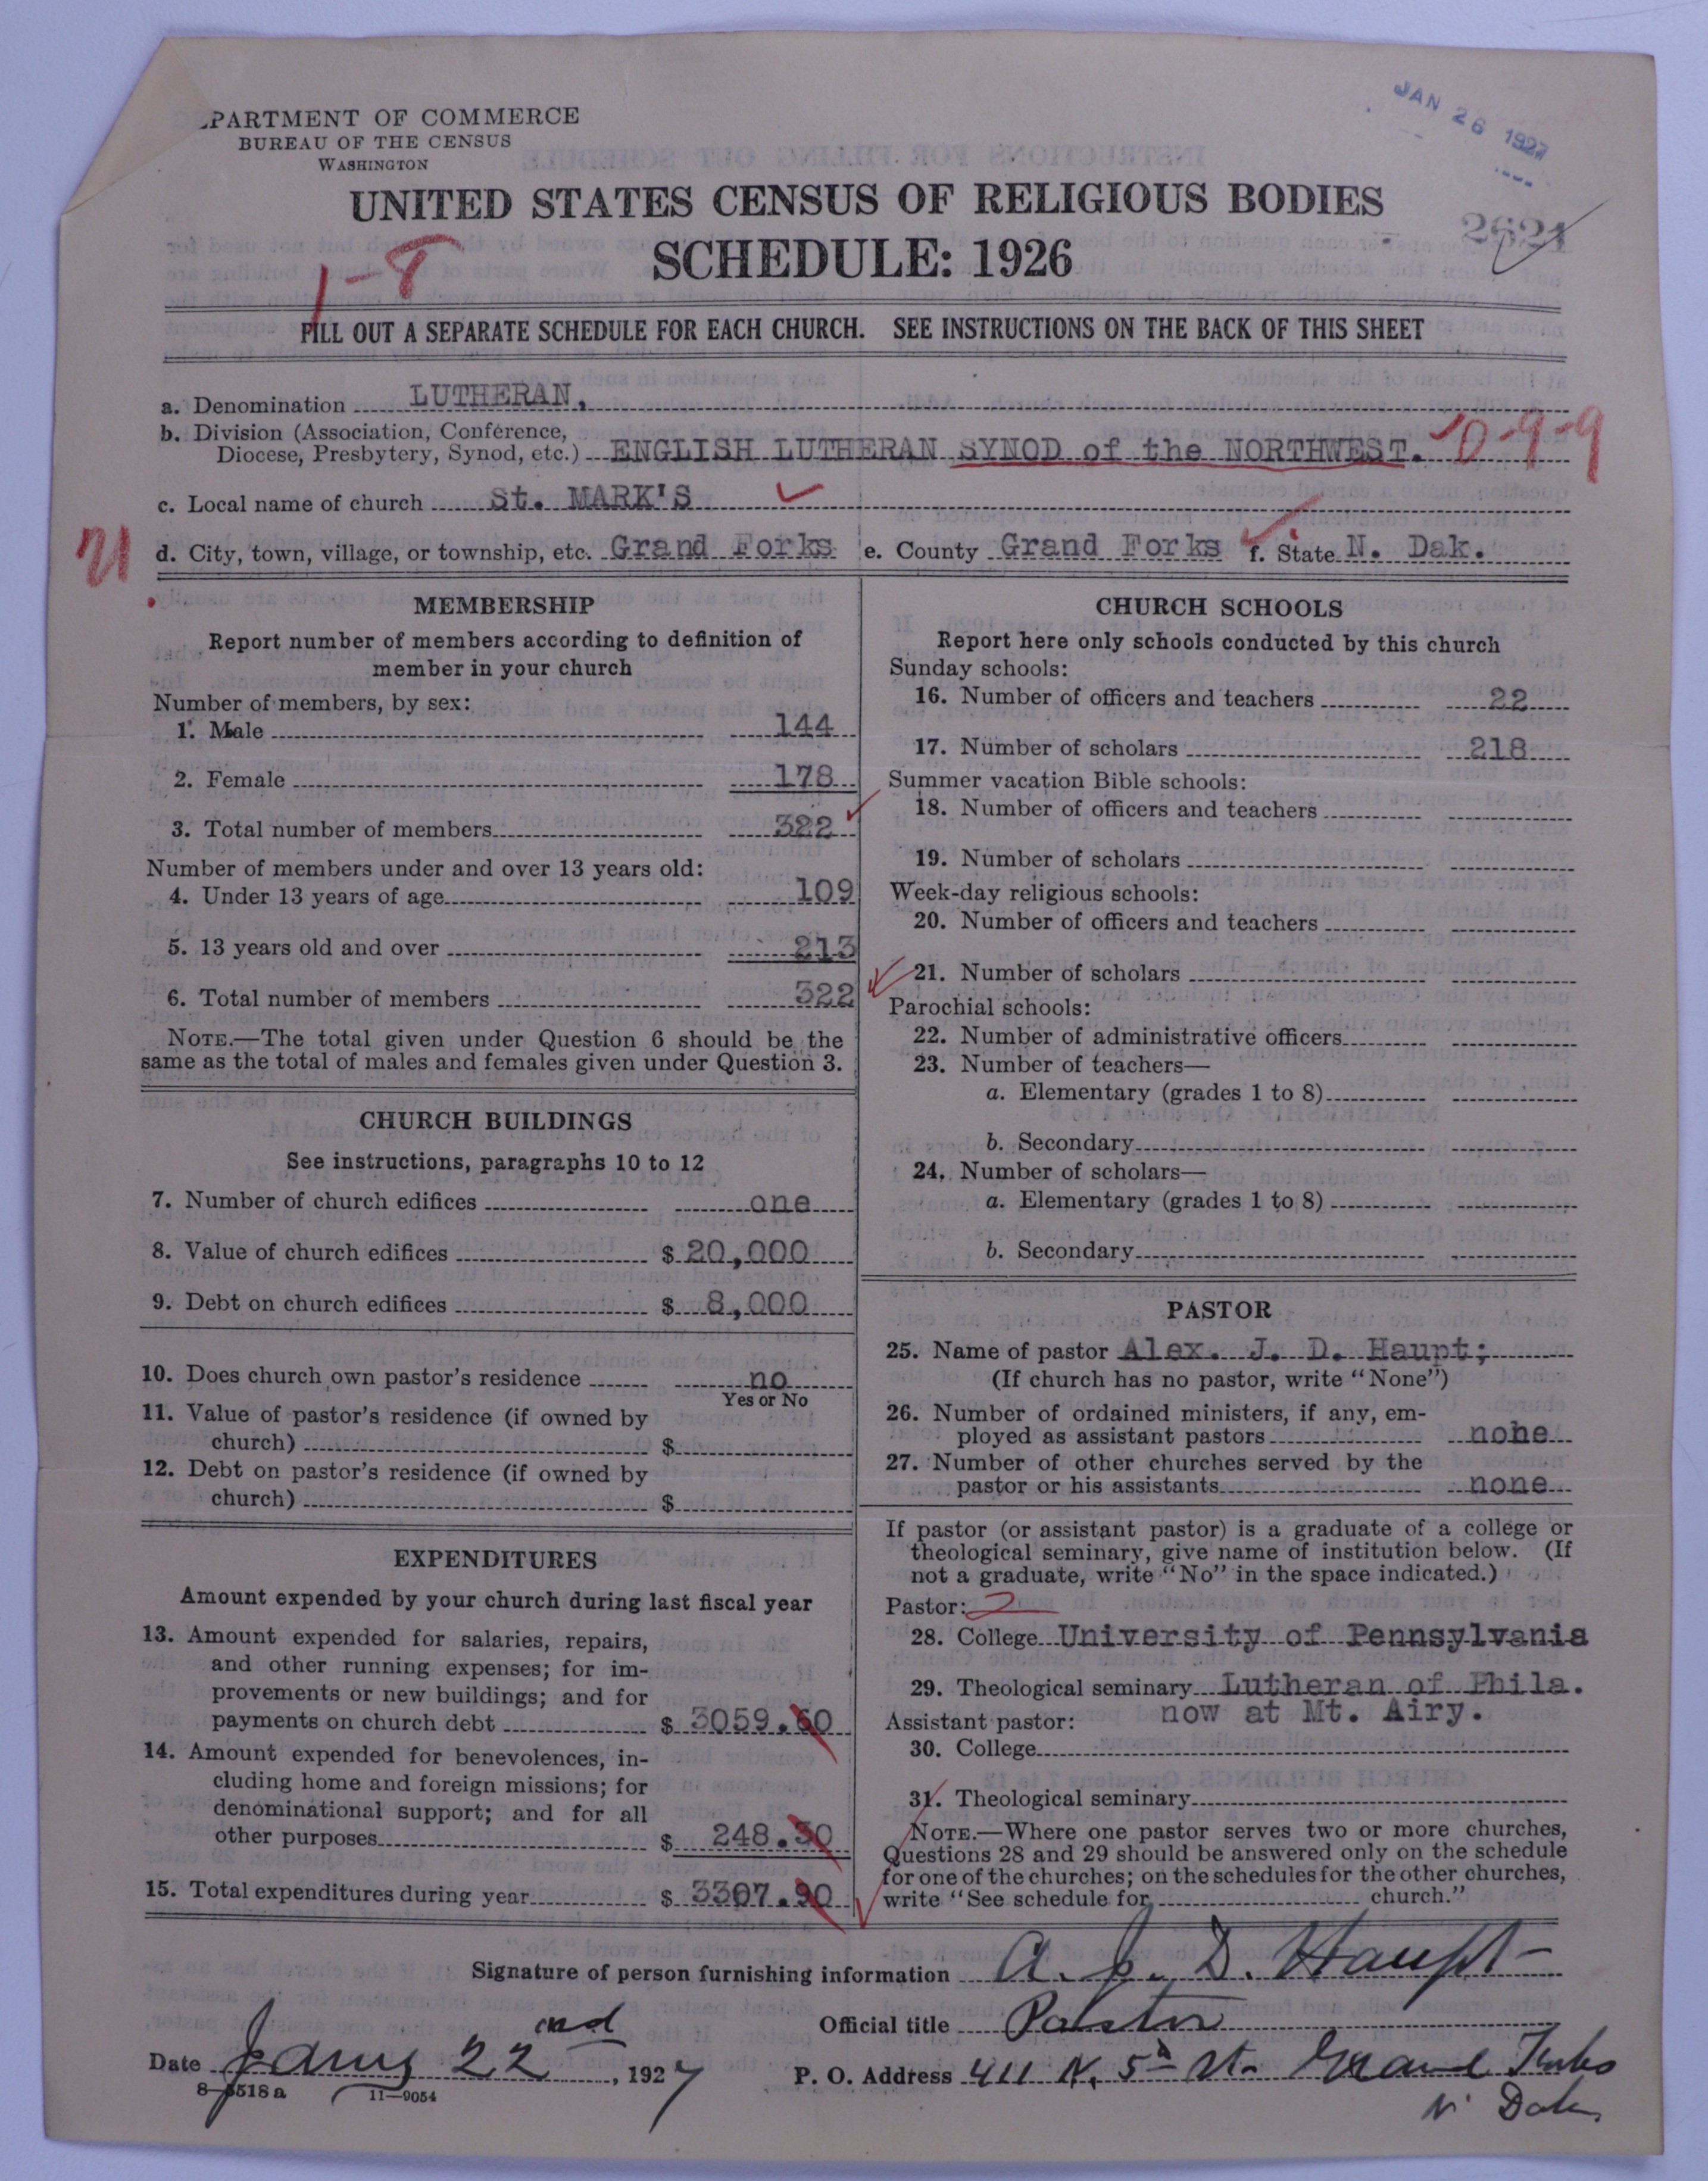 JAN 26 1927
PARTMENT OF COMMERCE
BUREAU OF THE CENSUS
WASHINGTON
UNITED STATES CENSUS OF RELIGIOUS BODIES
SCHEDULE: 1926
2621
1-8
FILL OUT A SEPARATE SCHEDULE FOR EACH CHURCH. SEE INSTRUCTIONS ON THE BACK OF THIS SHEET
a. Denomination LUTHERAN,
b. Division (Association, Conference,
Diocese, Presbytery, Synod, etc.) ENGLISH LUTHERAN SYNOD of the NORTHWEST. 0-9-9
c. Local name of church St. MARK'S
21
d. City, town, village, or township, etc. Grand Forks e. County Grand Forks f. State N. Dak.
MEMBERSHIP
Report number of members according to definition of
member in your church
Number of members, by sex:
1. Male 144
2. Female 178
3. Total number of members 322
Number of members under and over 13 years old:
4. Under 13 years of age 109
5. 13 years old and over 213
6. Total number of members 322
NOTE.—The total given under Question 6 should be the
same as the total of males and females given under Question 3.
CHURCH BUILDINGS
See instructions, paragraphs 10 to 12
7. Number of church edifices one
8. Value of church edifices $ 20,000
9. Debt on church edifices $ 8,000
10. Does church own pastor's residence no
Yes or No
11. Value of pastor's residence (if owned by
church) $
12. Debt on pastor's residence (if owned by
church) $
EXPENDITURES
Amount expended by your church during last fiscal year
13. Amount expended for salaries, repairs,
and other running expenses; for im-
provements or new buildings; and for
payments on church debt $ 3059.60
14. Amount expended for benevolences, in-
cluding home and foreign missions; for
denominational support; and for all
other purposes $ 248.30
15. Total expenditures during year $ 3307.90
CHURCH SCHOOLS
Report here only schools conducted by this church
Sunday schools:
16. Number of officers and teachers 22
17. Number of scholars 218
Summer vacation Bible schools:
18. Number of officers and teachers
19. Number of scholars
Week-day religious schools:
20. Number of officers and teachers
21. Number of scholars
Parochial schools:
22. Number of administrative officers
23. Number of teachers—
a. Elementary (grades 1 to 8)
b. Secondary
24. Number of scholars—
a. Elementary (grades 1 to 8)
b. Secondary
PASTOR
25. Name of pastor Alex. J. D. Haupt;
(If church has no pastor, write "None")
26. Number of ordained ministers, if any, em-
ployed as assistant pastors none
27. Number of other churches served by the
pastor or his assistants none
If pastor (or assistant pastor) is a graduate of a college or
theological seminary, give name of institution below. (If
not a graduate, write "No" in the space indicated.)
Pastor: 2
28. College University of Pennsylvania
29. Theological seminary Lutheran of Phila.
now at Mt. Airy.
Assistant pastor:
30. College
31. Theological seminary
NOTE.—Where one pastor serves two or more churches,
Questions 28 and 29 should be answered only on the schedule
for one of the churches; on the schedules for the other churches,
write "See schedule for church."
Signature of person furnishing information A. J. D. Haupt
Official title Pastor
Date Jany 22nd, 1927
P. O. Address 411 N. 5th St. Grand Forks
N. Dak
8-5518a 11-9054